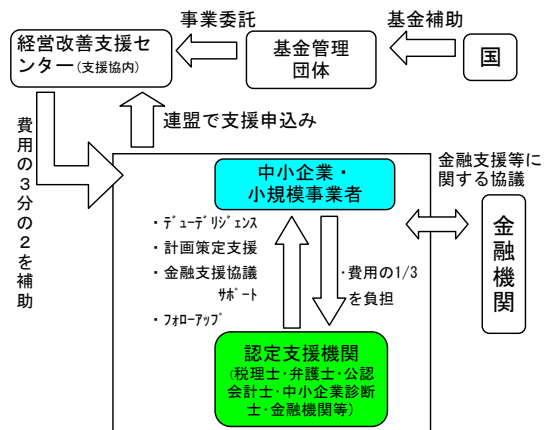 事業委託
基金補助
経営改善支援セ
ンター(支援協内)
基金管理
団体
国
連盟で支援申込み
費用の3分の2を補助
中小企業・
小規模事業者
金融支援等に
関する協議
金融機関
・ﾃﾞｭｰﾃﾞﾘｼﾞｪﾝｽ
・計画策定支援
・金融支援協議
ｻﾎﾟｰﾄ
・ﾌｫﾛｰｱｯﾌﾟ
・費用の1/3
を負担
認定支援機関
(税理士・弁護士・公認
会計士・中小企業診断
士・金融機関等)